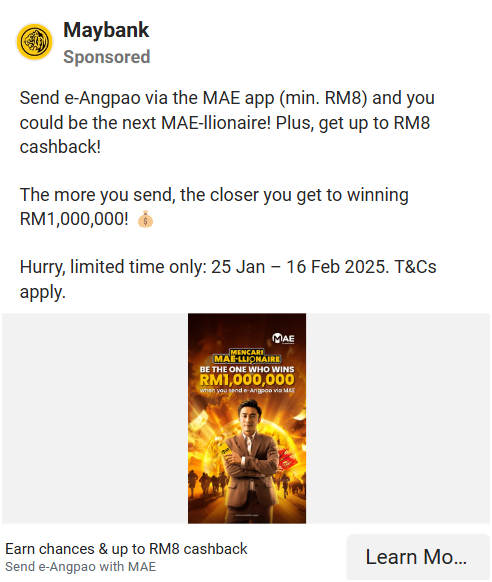 Maybank
Sponsored
Send e-Angpao via the MAE app (min. RM8) and you
could be the next MAE-llionaire! Plus, get up to RM8
cashback!
The more you send, the closer you get to winning
RM1,000,000! 💰
Hurry, limited time only: 25 Jan – 16 Feb 2025. T&Cs
apply.
MAE
MENCARI
MAE-LLIONAIRE
BE THE ONE WHO WINS
RM1,000,000
when you send e-Angpao via MAE
Earn chances & up to RM8 cashback
Send e-Angpao with MAE
Learn Mo...